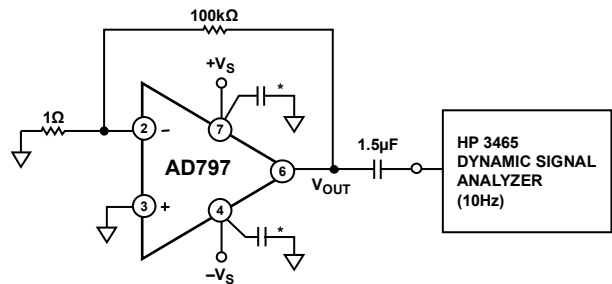 100kΩ
+VS
*
1Ω
2
−
7
1.5µF
HP 3465
DYNAMIC SIGNAL
ANALYZER
(10Hz)
AD797
6
VOUT
3
+
4
*
−VS